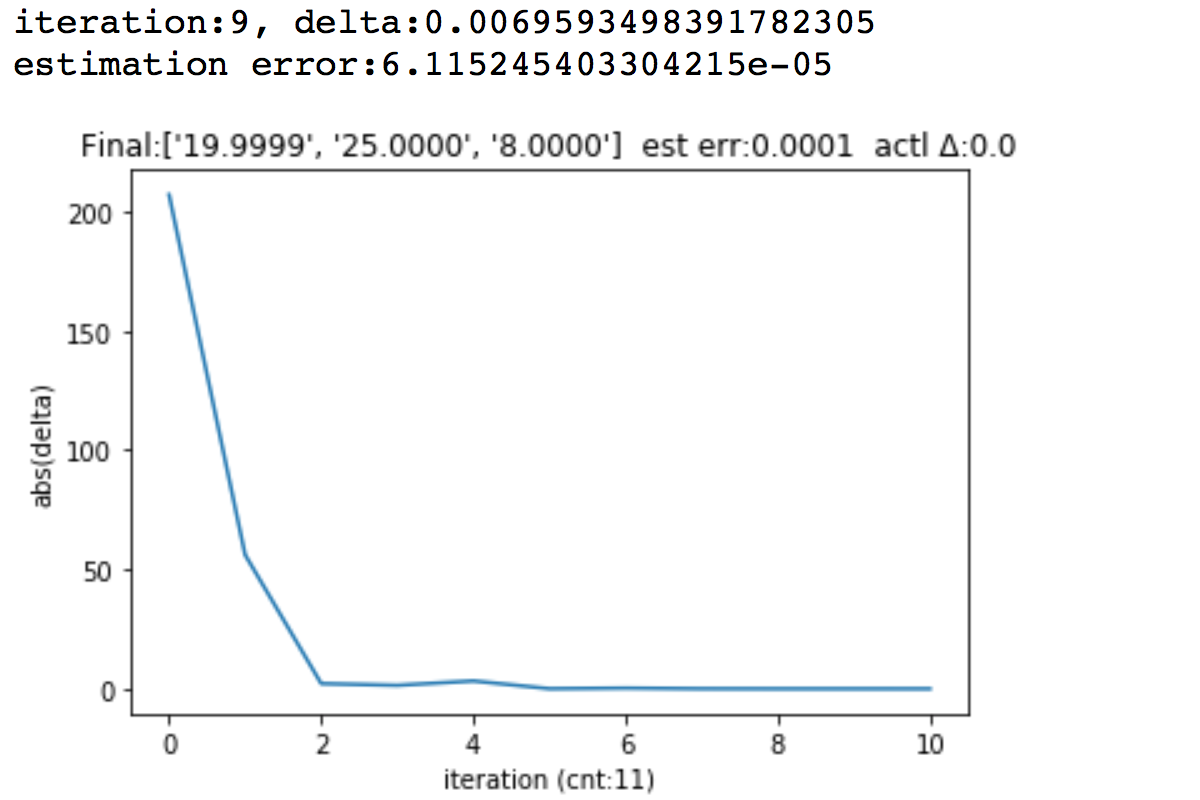 iteration:9, delta:0.0069593498391782305
estimation error:6.115245403304215e-05
Final:['19.9999', '25.0000', '8.0000']  est err:0.0001  actl Δ:0.0
200
150
100
50
0
abs(delta)
0 2 4 6 8 10
iteration (cnt:11)